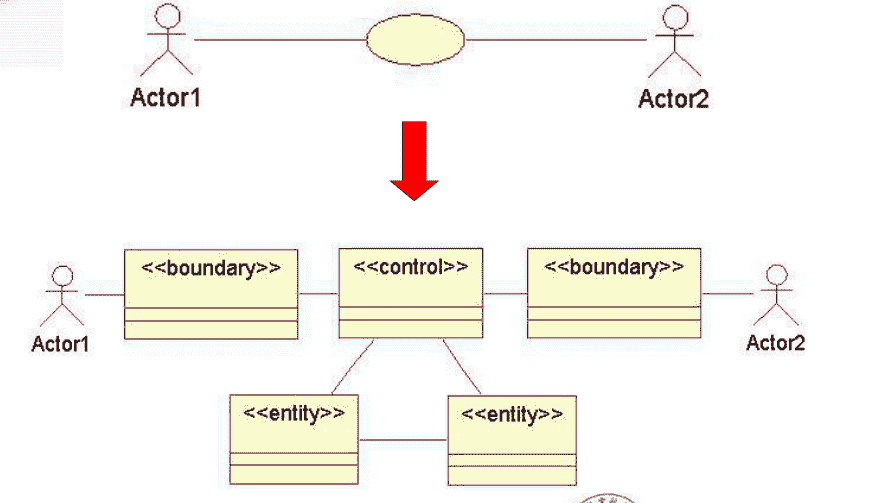 Actor1
Actor2
<<boundary>>
<<control>>
<<boundary>>
Actor1
Actor2
<<entity>>
<<entity>>